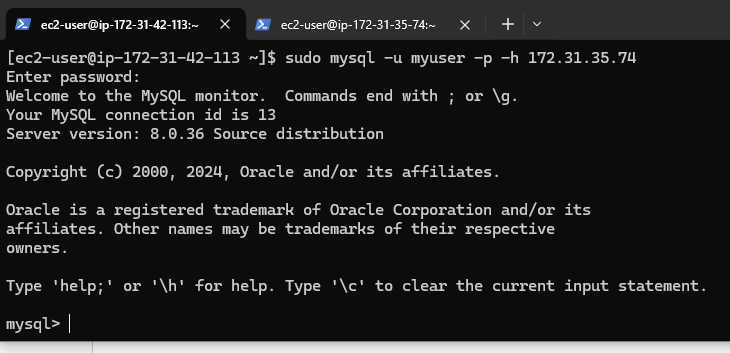 ec2-user@ip-172-31-42-113:~ ec2-user@ip-172-31-35-74:~
[ec2-user@ip-172-31-42-113 ~]$ sudo mysql -u myuser -p -h 172.31.35.74
Enter password:
Welcome to the MySQL monitor.  Commands end with ; or \g.
Your MySQL connection id is 13
Server version: 8.0.36 Source distribution
Copyright (c) 2000, 2024, Oracle and/or its affiliates.
Oracle is a registered trademark of Oracle Corporation and/or its
affiliates. Other names may be trademarks of their respective
owners.
Type 'help;' or '\h' for help. Type '\c' to clear the current input statement.
mysql>